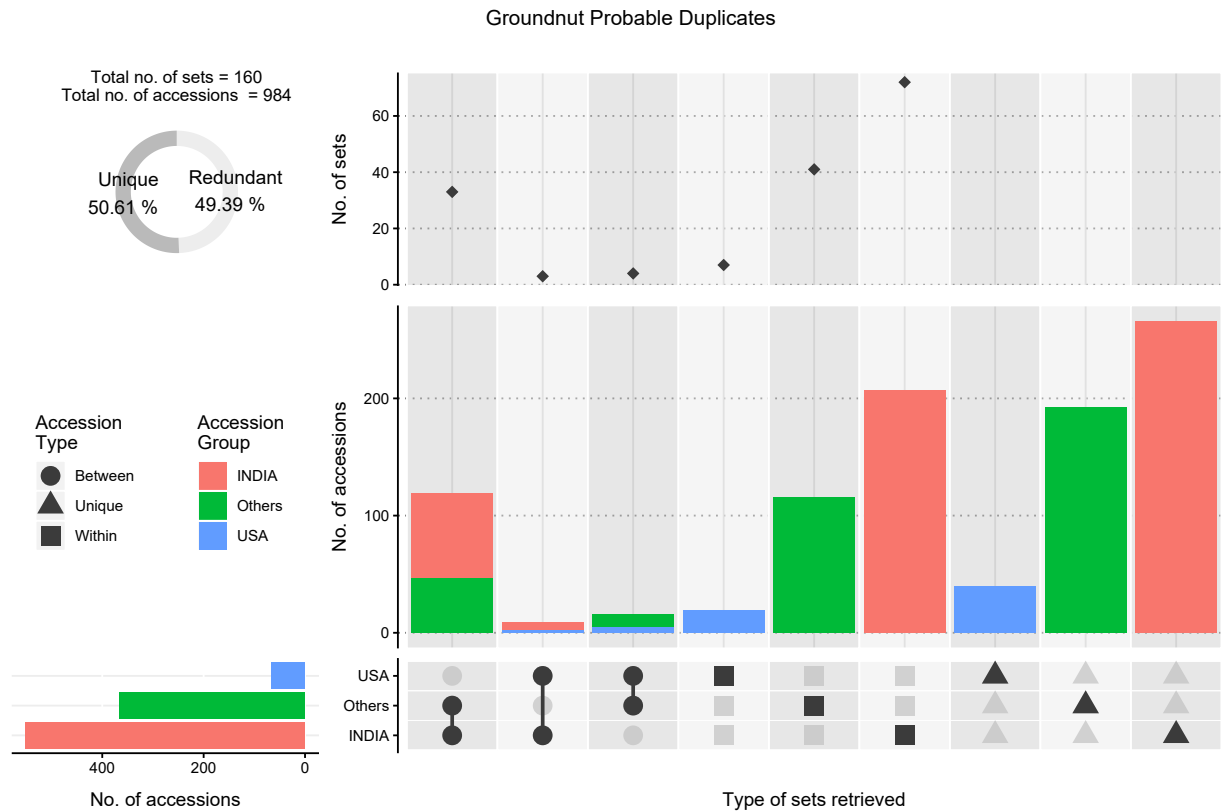 Groundnut Probable Duplicates
Total no. of sets = 160
Total no. of accessions  = 984
Unique
50.61 %
Redundant
49.39 %
No. of sets
60
40
20
0
No. of accessions
200
100
0
Accession
Type
Between
Unique
Within
Accession
Group
INDIA
Others
USA
USA
Others
INDIA
400
200
0
No. of accessions
Type of sets retrieved